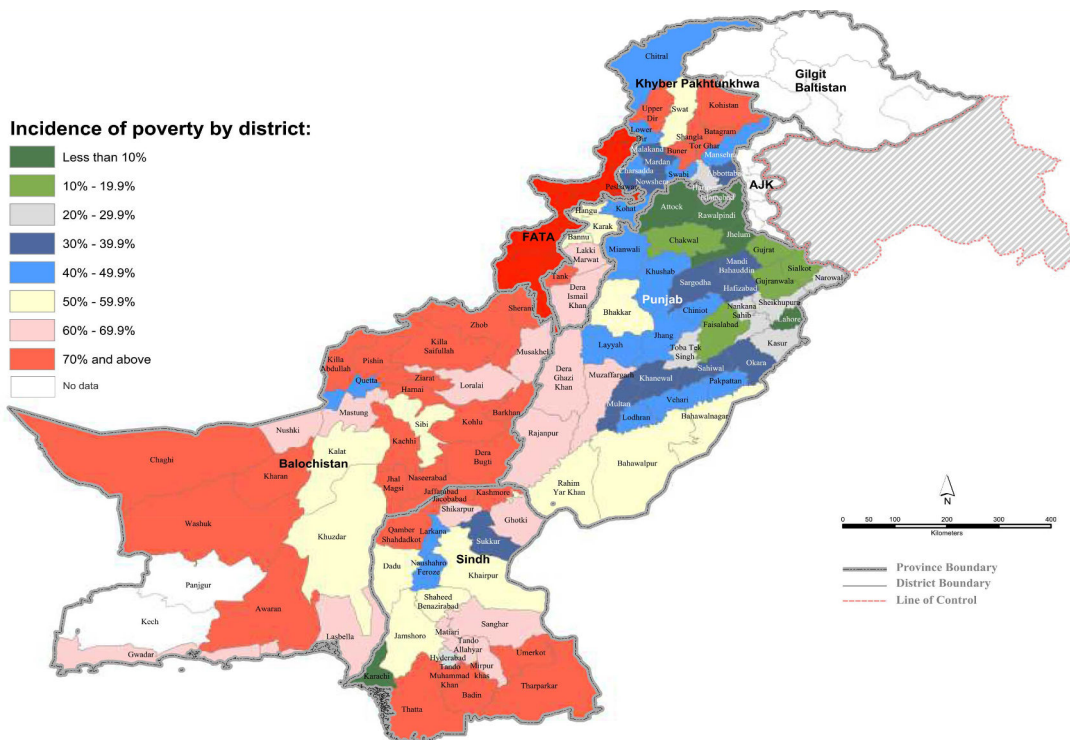 Incidence of poverty by district:
Less than 10%
10% - 19.9%
20% - 29.9%
30% - 39.9%
40% - 49.9%
50% - 59.9%
60% - 69.9%
70% and above
No data
Chitral
Gilgit
Baltistan
Khyber Pakhtunkhwa
Upper
Dir
Swat
Kohistan
Lower
Dir
Shangla
Batagram
Malakand
Buner
Tor Ghar
Mansehra
Mardan
Charsadda
Swabi
Abbottabad
Nowshera
Peshawar
Haripur
Islamabad
AJK
Hangu
Kohat
Attock
Rawalpindi
FATA
Karak
Bannu
Lakki
Marwat
Mianwali
Chakwal
Jhelum
Gujrat
Tank
Dera
Ismail
Khan
Khushab
Mandi
Bahauddin
Sargodha
Hafizabad
Gujranwala
Sialkot
Narowal
Punjab
Bhakkar
Chiniot
Nankana
Sahib
Sheikhupura
Faisalabad
Lahore
Sherani
Zhob
Killa
Saifullah
Musakhel
Layyah
Jhang
Toba Tek
Singh
Kasur
Killa
Abdullah
Pishin
Ziarat
Harnai
Loralai
Dera
Ghazi
Khan
Muzaffargarh
Khanewal
Sahiwal
Okara
Quetta
Pakpattan
Multan
Vehari
Mastung
Sibi
Kohlu
Barkhan
Lodhran
Bahawalnagar
Nushki
Kachhi
Rajanpur
Kalat
Dera
Bugti
Chaghi
Balochistan
Bahawalpur
Kharan
Jhal
Magsi
Naseerabad
Rahim
Yar Khan
Jaffarabad
Jacobabad
Kashmore
Shikarpur
Ghotki
Washuk
Khuzdar
Qamber
Shahdadkot
Larkana
Sukkur
Sindh
Dadu
Naushahro
Feroze
Khairpur
Panjgur
Shaheed
Benazirabad
Awaran
Kech
Lasbella
Gwadar
Jamshoro
Matiari
Sanghar
Tando
Allahyar
Hyderabad
Umerkot
Tando
Muhammad
Khan
Mirpur
khas
Karachi
Badin
Tharparkar
Thatta
N
0 50 100 200 300 400
Kilometers
Province Boundary
District Boundary
Line of Control